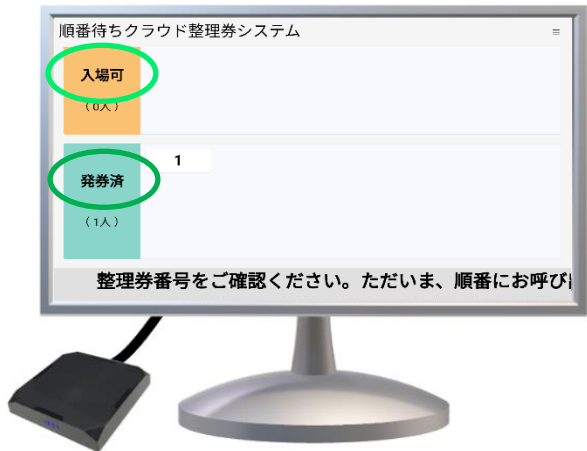 順番待ちクラウド整理券システム
入場可
（0人）
1
発券済
（1人）
整理券番号をご確認ください。ただいま、順番にお呼び